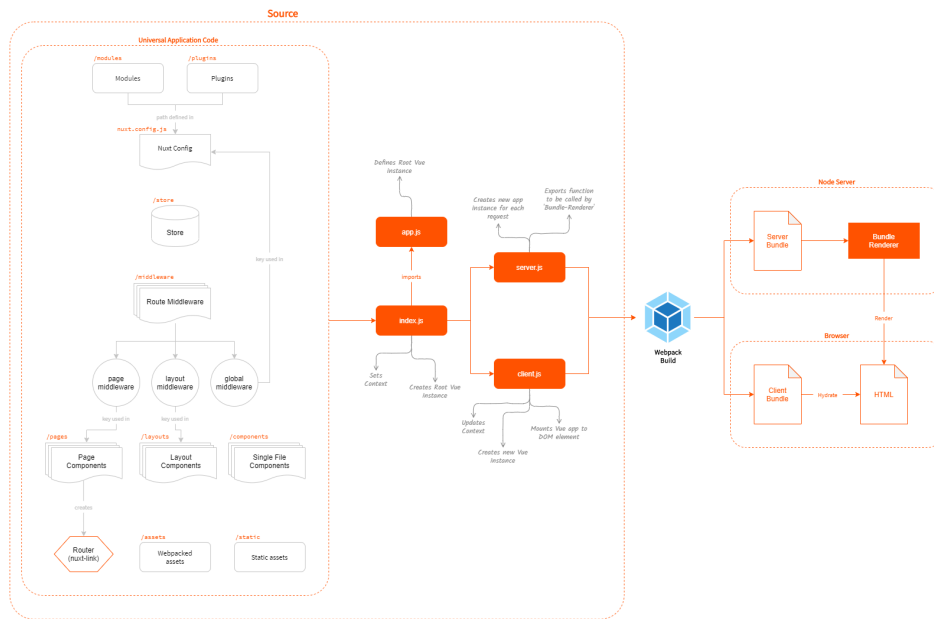 Source
Universal Application Code
/modules
Modules
/plugins
Plugins
path defined in
nuxt.config.js
Nuxt Config
/store
Store
key used in
/middleware
Route Middleware
page
middleware
layout
middleware
global
middleware
key used in
key used in
/pages
Page
Components
/layouts
Layout
Components
/components
Single File
Components
creates
Router
(nuxt-link)
/assets
Webpacked
assets
/static
Static assets
Defines Root Vue
instance
app.js
imports
index.js
Sets
Context
Creates Root Vue
instance
Creates new app
instance for each
request
Exports function
to be called by
'Bundle-Renderer'
server.js
client.js
Updates
Context
Creates new Vue
instance
Mounts Vue app to
DOM element
Webpack
Build
Node Server
Server
Bundle
Bundle
Renderer
Render
Browser
Client
Bundle
Hydrate
HTML